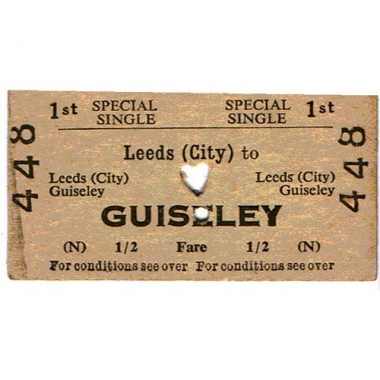 1st SPECIAL SINGLE SPECIAL SINGLE 1st
448 448
Leeds (City) to
Leeds (City) Guiseley Leeds (City) Guiseley
GUISELEY
(N) 1/2 Fare 1/2 (N)
For conditions see over For conditions see over